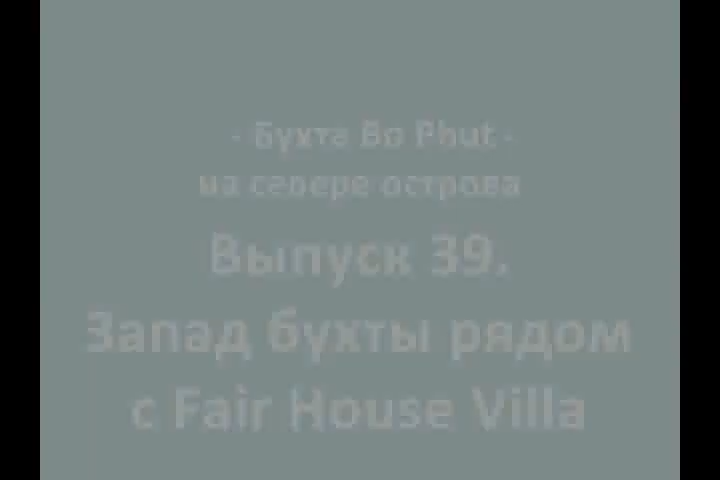 - Бухта Bo Phut -
на севере острова
Выпуск 39.
Запад бухты рядом
с Fair House Villa